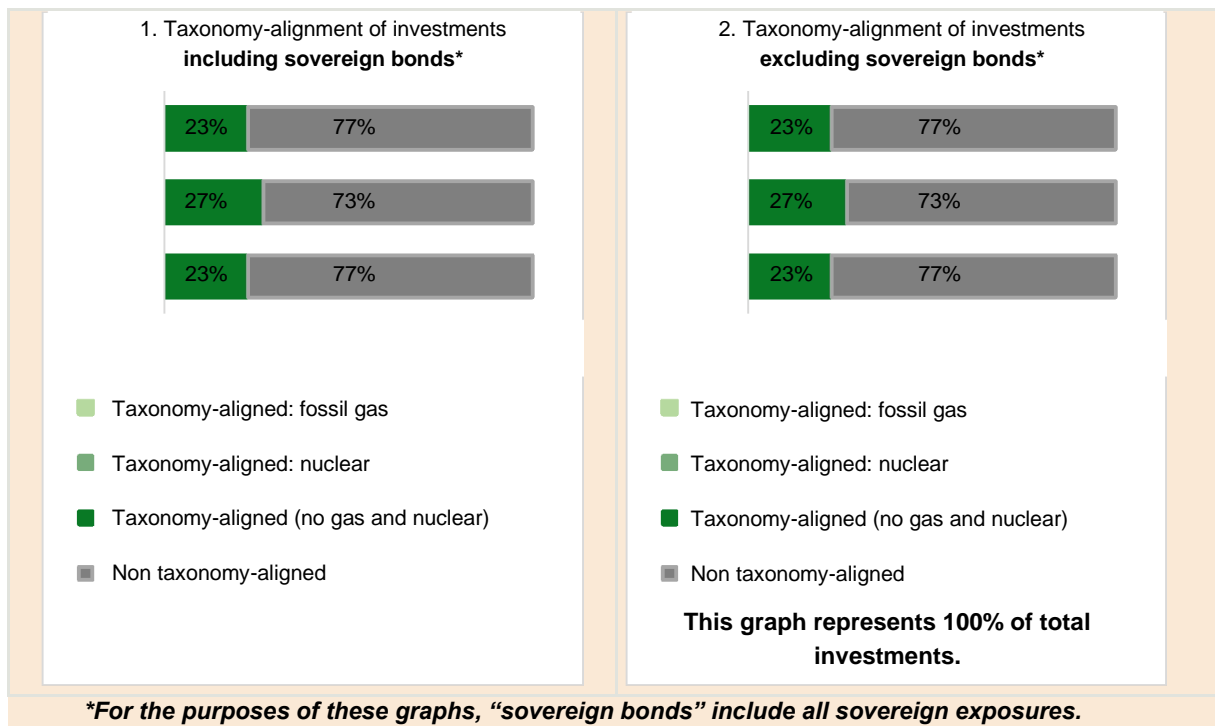 1. Taxonomy-alignment of investments
including sovereign bonds*
23% 77%
27% 73%
23% 77%
Taxonomy-aligned: fossil gas
Taxonomy-aligned: nuclear
Taxonomy-aligned (no gas and nuclear)
Non taxonomy-aligned
2. Taxonomy-alignment of investments
excluding sovereign bonds*
23% 77%
27% 73%
23% 77%
Taxonomy-aligned: fossil gas
Taxonomy-aligned: nuclear
Taxonomy-aligned (no gas and nuclear)
Non taxonomy-aligned
This graph represents 100% of total
investments.
*For the purposes of these graphs, “sovereign bonds” include all sovereign exposures.